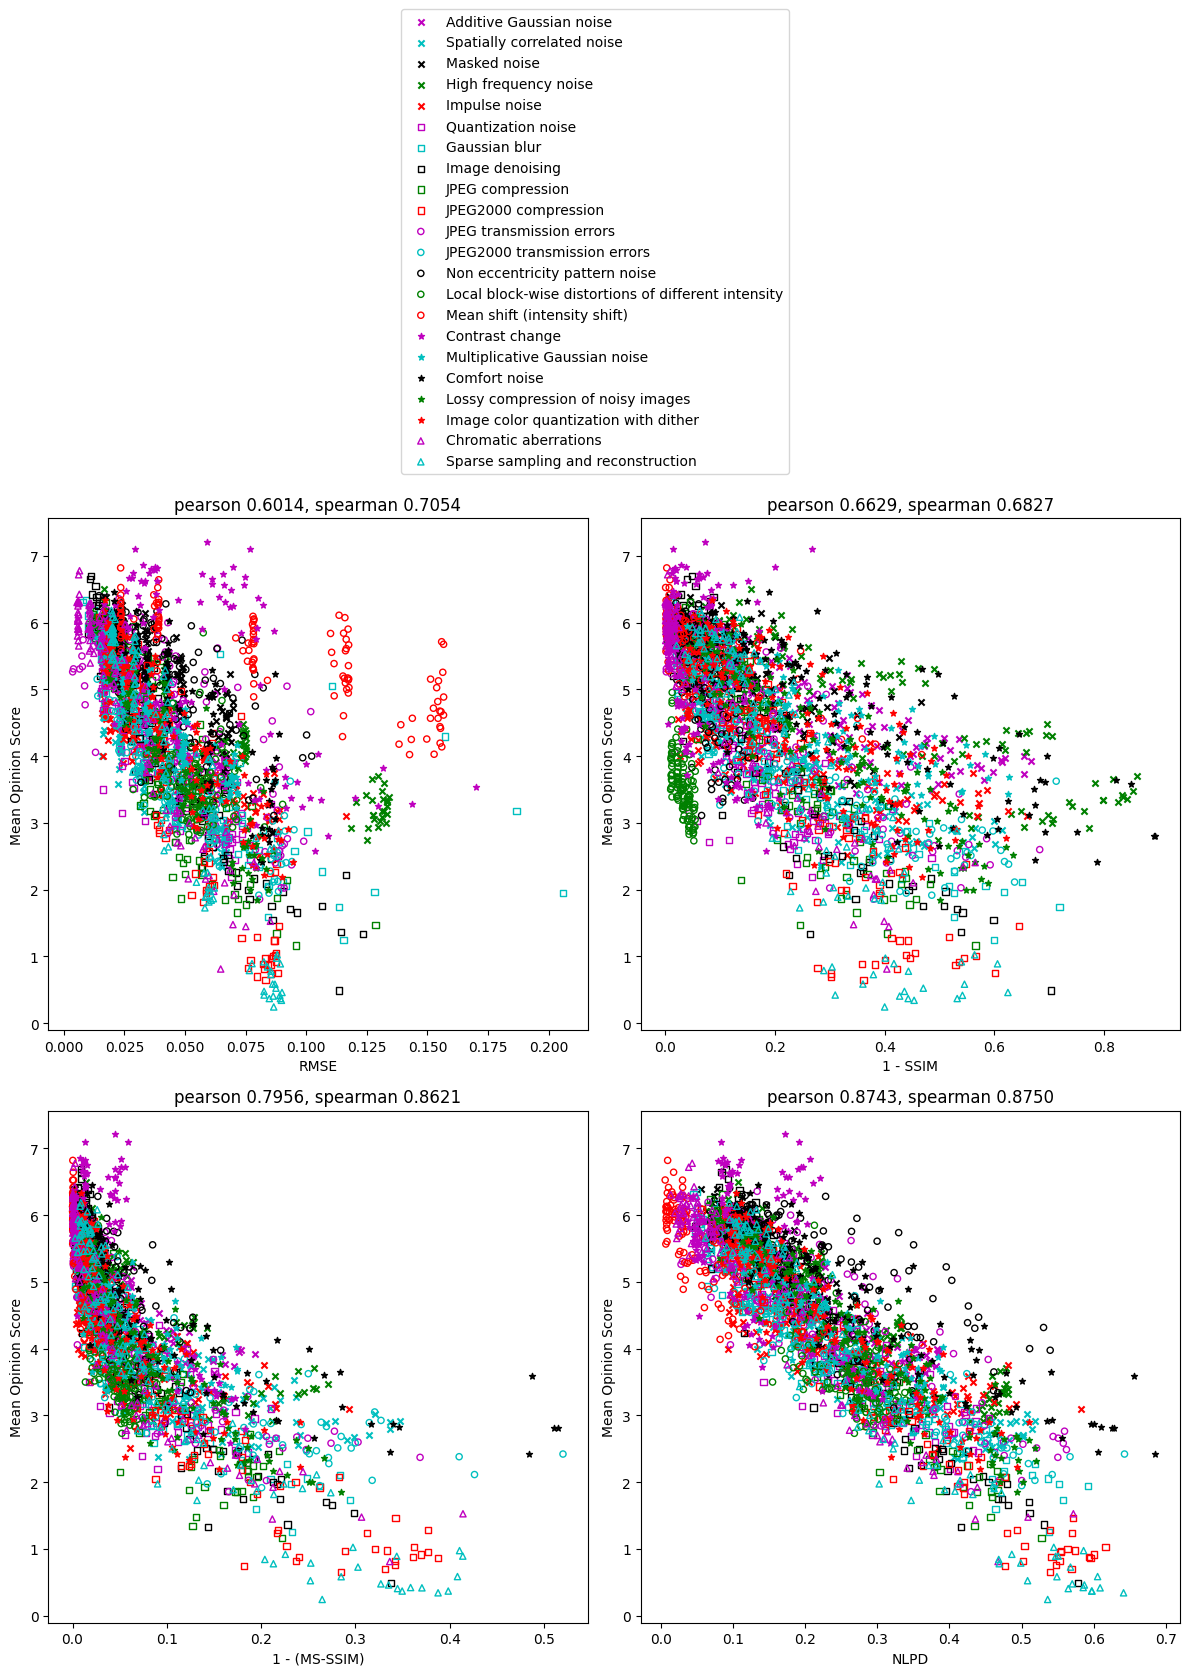 Additive Gaussian noise
Spatially correlated noise
Masked noise
High frequency noise
Impulse noise
Quantization noise
Gaussian blur
Image denoising
JPEG compression
JPEG2000 compression
JPEG transmission errors
JPEG2000 transmission errors
Non eccentricity pattern noise
Local block-wise distortions of different intensity
Mean shift (intensity shift)
Contrast change
Multiplicative Gaussian noise
Comfort noise
Lossy compression of noisy images
Image color quantization with dither
Chromatic aberrations
Sparse sampling and reconstruction
pearson 0.6014, spearman 0.7054
7
6
5
4
3
2
1
0
Mean Opinion Score
0.000 0.025 0.050 0.075 0.100 0.125 0.150 0.175 0.200
RMSE
pearson 0.6629, spearman 0.6827
7
6
5
4
3
2
1
0
Mean Opinion Score
0.0 0.2 0.4 0.6 0.8
1 - SSIM
pearson 0.7956, spearman 0.8621
7
6
5
4
3
2
1
0
Mean Opinion Score
0.0 0.1 0.2 0.3 0.4 0.5
1 - (MS-SSIM)
pearson 0.8743, spearman 0.8750
7
6
5
4
3
2
1
0
Mean Opinion Score
0.0 0.1 0.2 0.3 0.4 0.5 0.6 0.7
NLPD